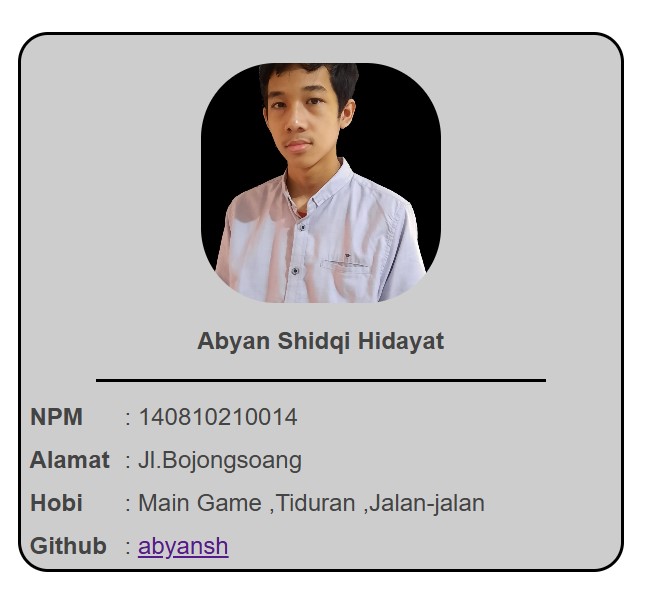 Abyan Shidqi Hidayat
NPM : 140810210014
Alamat : Jl.Bojongsoang
Hobi : Main Game ,Tiduran ,Jalan-jalan
Github : abyansh